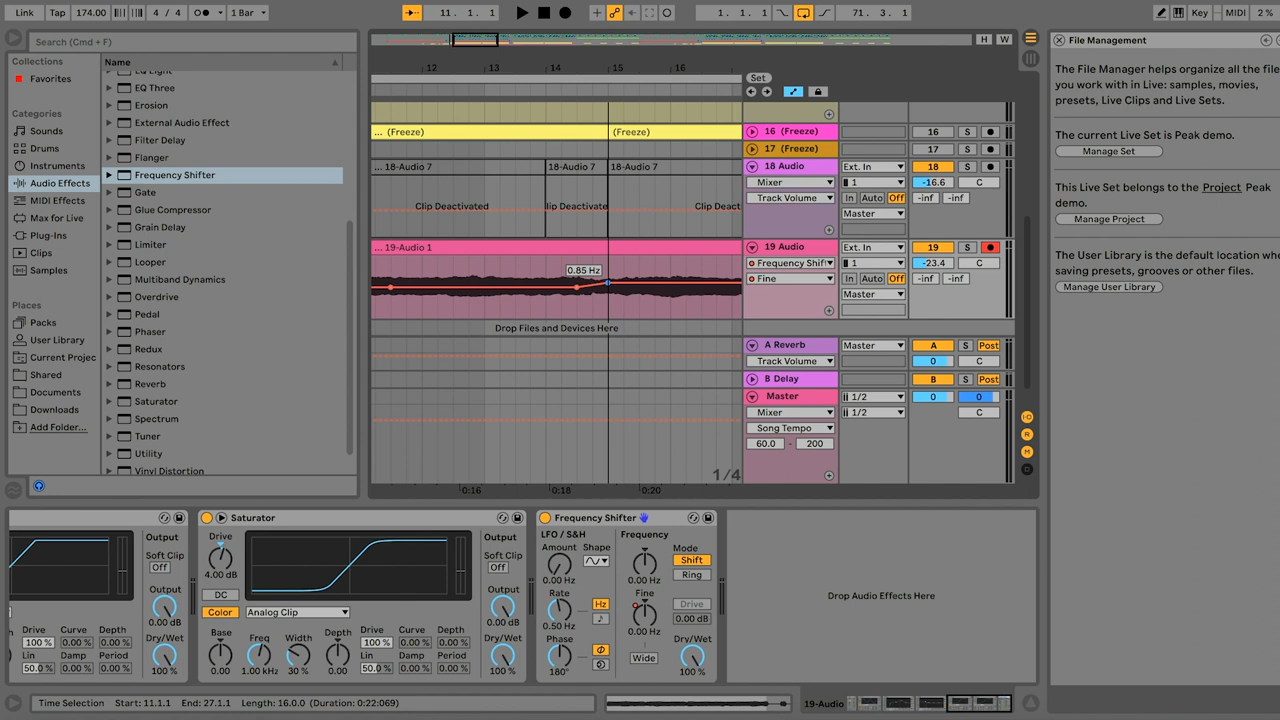 Link Tap 174.00 4 / 4 1 Bar 11. 1. 1 1. 1. 1 71. 3. 1 Key MIDI 2 %
Search (Cmd + F)
Collections
Favorites
Categories
Sounds
Drums
Instruments
Audio Effects
MIDI Effects
Max for Live
Plug-Ins
Clips
Samples
Places
Packs
User Library
Current Projec
Shared
Documents
Downloads
Add Folder...
Name
EQ Eight
EQ Three
Erosion
External Audio Effect
Filter Delay
Flanger
Frequency Shifter
Gate
Glue Compressor
Grain Delay
Limiter
Looper
Multiband Dynamics
Overdrive
Pedal
Phaser
Redux
Resonators
Reverb
Saturator
Spectrum
Tuner
Utility
Vinyl Distortion
H W
12 13 14 15 16
Set
... (Freeze) (Freeze)
16 (Freeze) 16 S
17 (Freeze) 17 S
... 18-Audio 7 18-Audio 7 18-Audio 7
18 Audio Ext. In 18 S
Mixer 1 -16.6 C
Track Volume In Auto Off -inf -inf
Clip Deactivated lip Deactivate Clip Deact
Master
... 19-Audio 1
19 Audio Ext. In 19 S
Frequency Shift 1 -23.4 C
0.85 Hz
Fine In Auto Off -inf -inf
Master
Drop Files and Devices Here
A Reverb Master A S Post
Track Volume 0 C
B Delay B S Post
Master 1/2 0 0
Mixer 1/2 C
Song Tempo
60.0 - 200
1/4
0:16 0:18 0:20
File Management
The File Manager helps organize all the file
you work with in Live: samples, movies,
presets, Live Clips and Live Sets.
The current Live Set is Peak demo.
Manage Set
This Live Set belongs to the Project Peak
demo.
Manage Project
The User Library is the default location whe
saving presets, grooves or other files.
Manage User Library
Output
Soft Clip
Off
Output
0.00 dB
Dry/Wet
100 %
Drive Curve Depth
100 % 0.00 % 0.00 %
Lin Damp Period
50.0 % 0.00 % 0.00 %
Saturator
Drive
4.00 dB
DC
Color Analog Clip
Base Freq Width Depth
0.00 1.00 kHz 30 % 0.00 %
Drive Curve Depth
100 % 0.00 % 0.00 %
Lin Damp Period
50.0 % 0.00 % 0.00 %
Output
Soft Clip
Off
Output
0.00 dB
Dry/Wet
100 %
Frequency Shifter
LFO / S&H
Amount Shape
0.00 Hz
Rate Hz
0.50 Hz
Phase
180°
Frequency
0.00 Hz
Fine
0.00 Hz
Wide
Mode
Shift
Ring
Drive
0.00 dB
Dry/Wet
100 %
Drop Audio Effects Here
Time Selection Start: 11.1.1 End: 27.1.1 Length: 16.0.0 (Duration: 0:22:069)
19-Audio